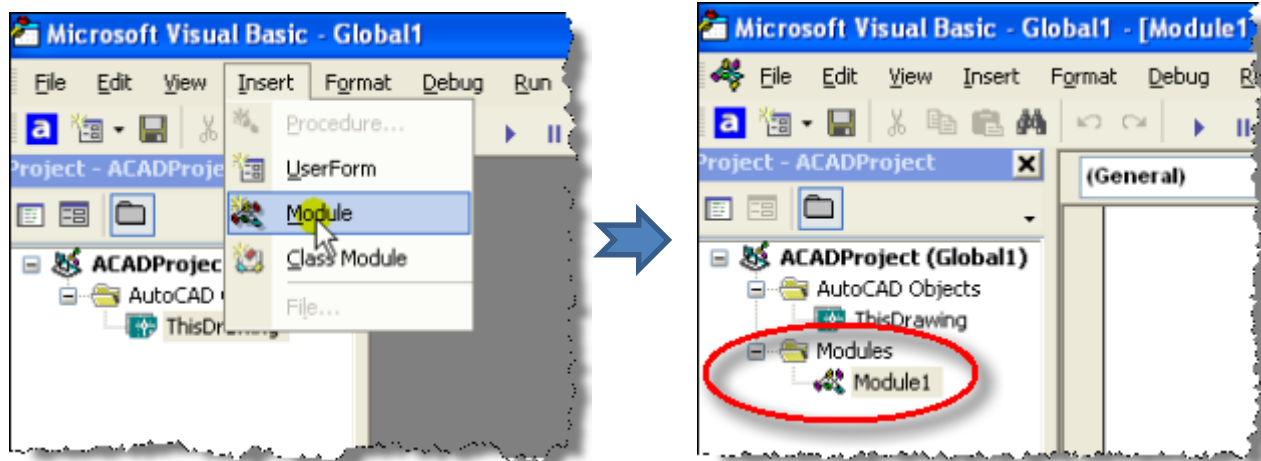 Microsoft Visual Basic - Global1
File Edit View Insert Format Debug Run
Procedure...
a
Project - ACADProje
UserForm
Module
Class Module
ACADProjec
AutoCAD
File...
ThisDrawing
Microsoft Visual Basic - Global1 - [Module1
File Edit View Insert Format Debug R
a
Project - ACADProject
(General)
ACADProject (Global1)
AutoCAD Objects
ThisDrawing
Modules
Module1